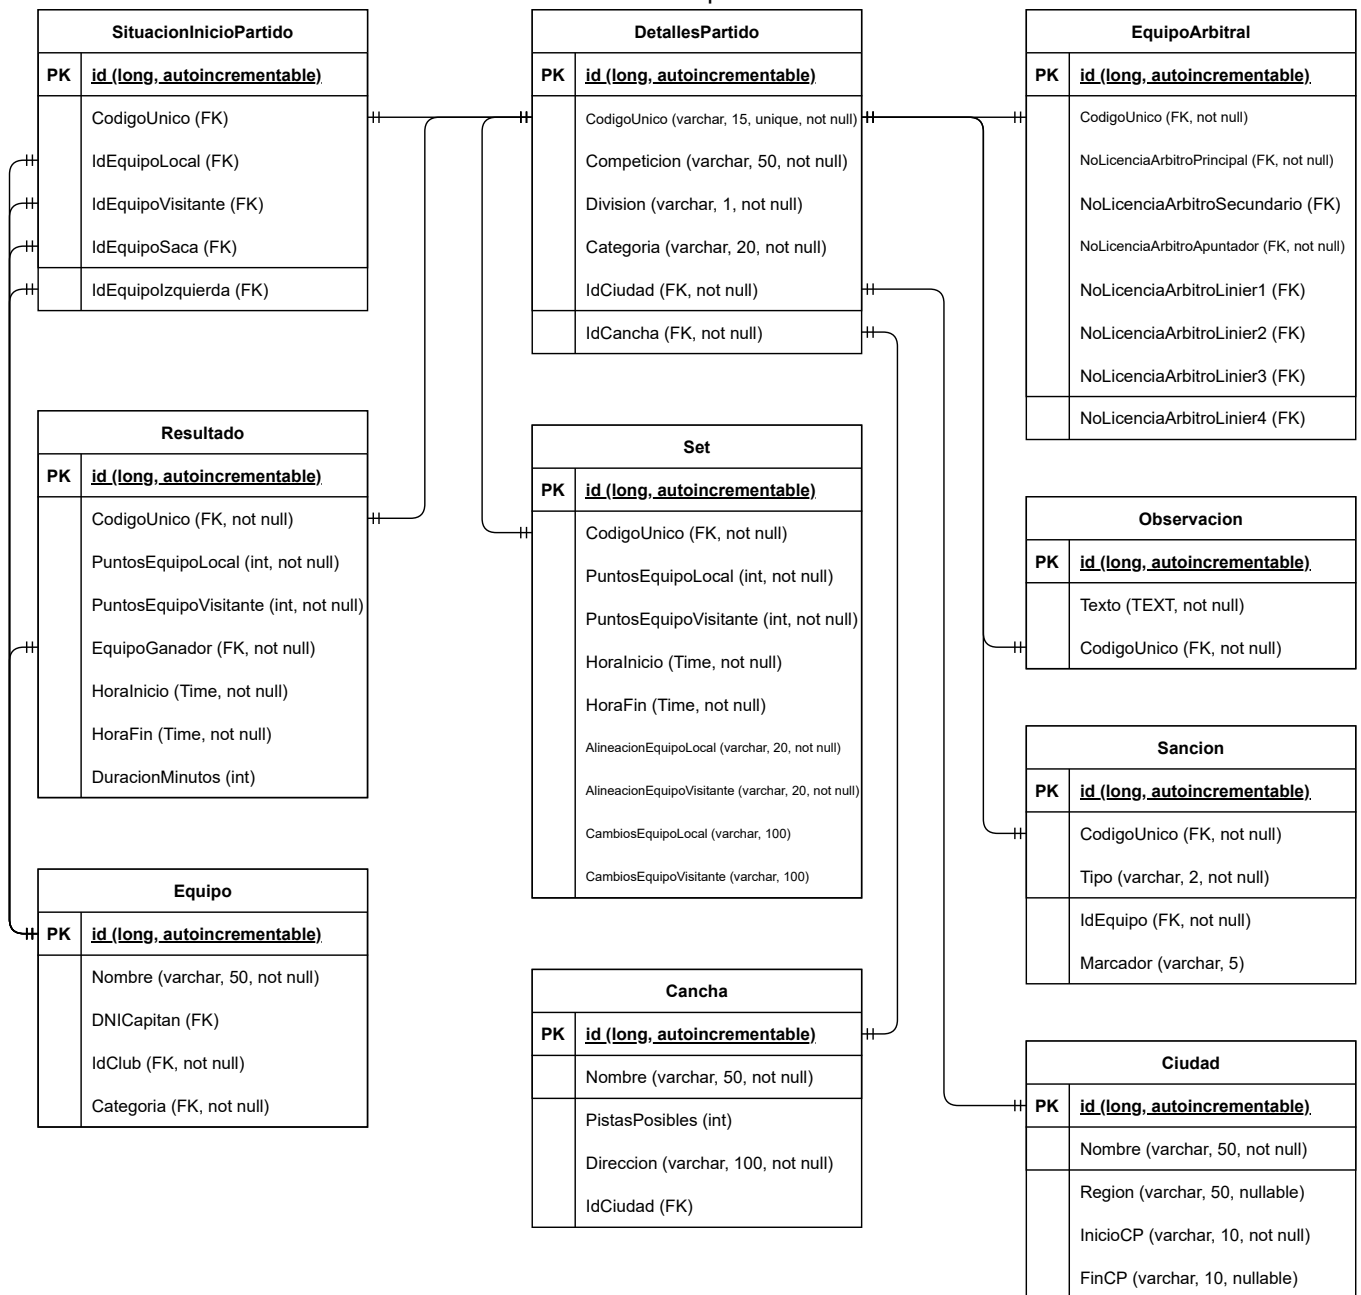 SituacionInicioPartido
PK id (long, autoincrementable)
CodigoUnico (FK)
IdEquipoLocal (FK)
IdEquipoVisitante (FK)
IdEquipoSaca (FK)
IdEquipoIzquierda (FK)
DetallesPartido
PK id (long, autoincrementable)
CodigoUnico (varchar, 15, unique, not null)
Competicion (varchar, 50, not null)
Division (varchar, 1, not null)
Categoria (varchar, 20, not null)
IdCiudad (FK, not null)
IdCancha (FK, not null)
EquipoArbitral
PK id (long, autoincrementable)
CodigoUnico (FK, not null)
NoLicenciaArbitroPrincipal (FK, not null)
NoLicenciaArbitroSecundario (FK)
NoLicenciaArbitroApuntador (FK, not null)
NoLicenciaArbitroLinier1 (FK)
NoLicenciaArbitroLinier2 (FK)
NoLicenciaArbitroLinier3 (FK)
NoLicenciaArbitroLinier4 (FK)
Resultado
PK id (long, autoincrementable)
CodigoUnico (FK, not null)
PuntosEquipoLocal (int, not null)
PuntosEquipoVisitante (int, not null)
EquipoGanador (FK, not null)
HoraInicio (Time, not null)
HoraFin (Time, not null)
DuracionMinutos (int)
Set
PK id (long, autoincrementable)
CodigoUnico (FK, not null)
PuntosEquipoLocal (int, not null)
PuntosEquipoVisitante (int, not null)
HoraInicio (Time, not null)
HoraFin (Time, not null)
AlineacionEquipoLocal (varchar, 20, not null)
AlineacionEquipoVisitante (varchar, 20, not null)
CambiosEquipoLocal (varchar, 100)
CambiosEquipoVisitante (varchar, 100)
Observacion
PK id (long, autoincrementable)
Texto (TEXT, not null)
CodigoUnico (FK, not null)
Sancion
PK id (long, autoincrementable)
CodigoUnico (FK, not null)
Tipo (varchar, 2, not null)
IdEquipo (FK, not null)
Marcador (varchar, 5)
Equipo
PK id (long, autoincrementable)
Nombre (varchar, 50, not null)
DNICapitan (FK)
IdClub (FK, not null)
Categoria (FK, not null)
Cancha
PK id (long, autoincrementable)
Nombre (varchar, 50, not null)
PistasPosibles (int)
Direccion (varchar, 100, not null)
IdCiudad (FK)
Ciudad
PK id (long, autoincrementable)
Nombre (varchar, 50, not null)
Region (varchar, 50, nullable)
InicioCP (varchar, 10, not null)
FinCP (varchar, 10, nullable)